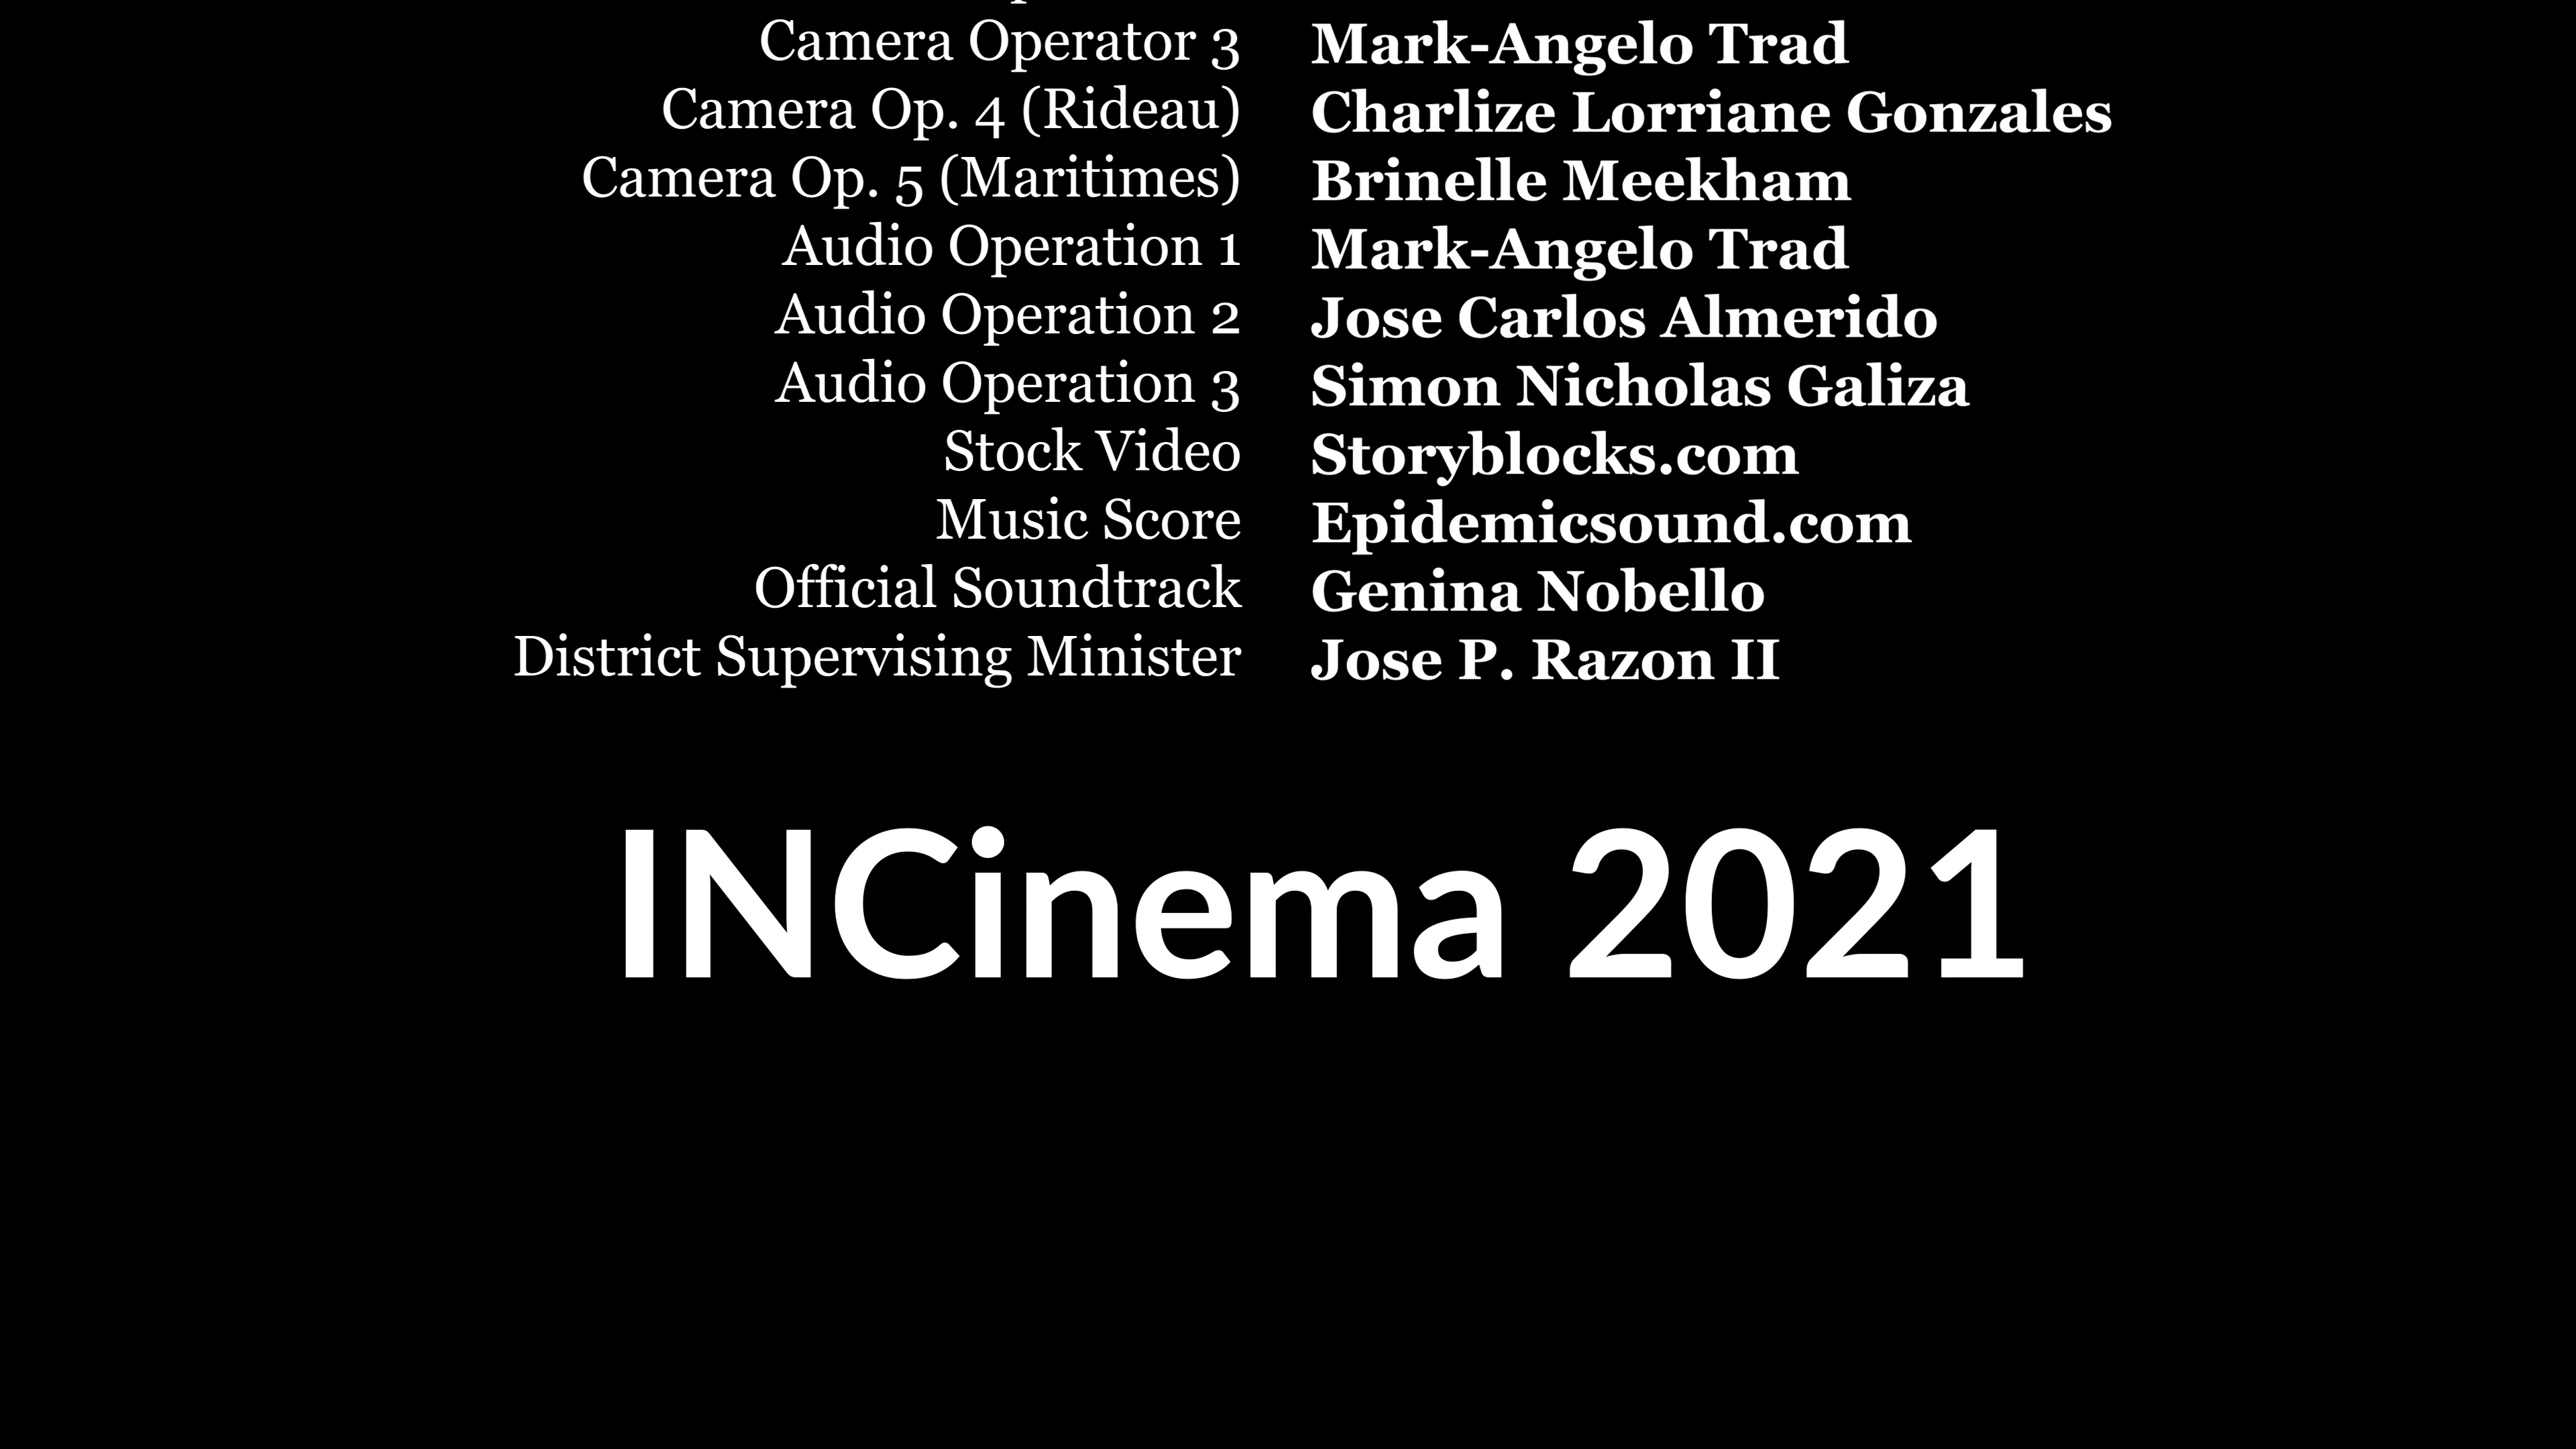 Camera Operator 3 Mark-Angelo Trad
Camera Op. 4 (Rideau) Charlize Lorriane Gonzales
Camera Op. 5 (Maritimes) Brinelle Meekham
Audio Operation 1 Mark-Angelo Trad
Audio Operation 2 Jose Carlos Almerido
Audio Operation 3 Simon Nicholas Galiza
Stock Video Storyblocks.com
Music Score Epidemicsound.com
Official Soundtrack Genina Nobello
District Supervising Minister Jose P. Razon II
INCinema 2021